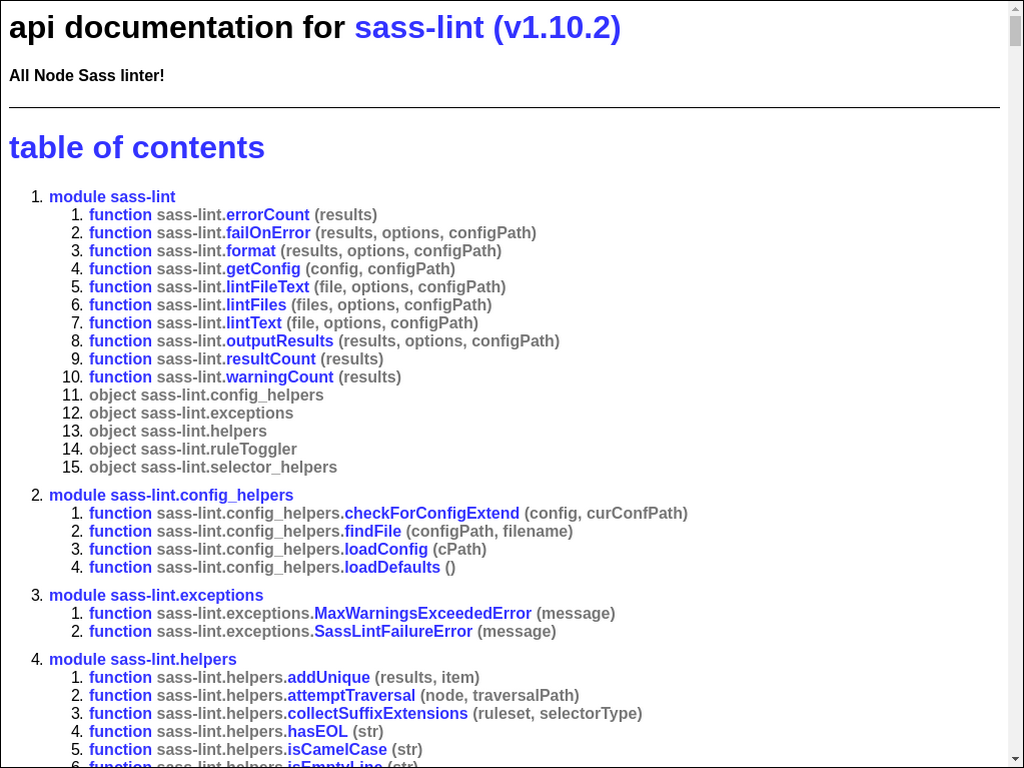 api documentation for sass-lint (v1.10.2)
All Node Sass linter!
table of contents
1. module sass-lint
1. function sass-lint.errorCount (results)
2. function sass-lint.failOnError (results, options, configPath)
3. function sass-lint.format (results, options, configPath)
4. function sass-lint.getConfig (config, configPath)
5. function sass-lint.lintFileText (file, options, configPath)
6. function sass-lint.lintFiles (files, options, configPath)
7. function sass-lint.lintText (file, options, configPath)
8. function sass-lint.outputResults (results, options, configPath)
9. function sass-lint.resultCount (results)
10. function sass-lint.warningCount (results)
11. object sass-lint.config_helpers
12. object sass-lint.exceptions
13. object sass-lint.helpers
14. object sass-lint.ruleToggler
15. object sass-lint.selector_helpers
2. module sass-lint.config_helpers
1. function sass-lint.config_helpers.checkForConfigExtend (config, curConfPath)
2. function sass-lint.config_helpers.findFile (configPath, filename)
3. function sass-lint.config_helpers.loadConfig (cPath)
4. function sass-lint.config_helpers.loadDefaults ()
3. module sass-lint.exceptions
1. function sass-lint.exceptions.MaxWarningsExceededError (message)
2. function sass-lint.exceptions.SassLintFailureError (message)
4. module sass-lint.helpers
1. function sass-lint.helpers.addUnique (results, item)
2. function sass-lint.helpers.attemptTraversal (node, traversalPath)
3. function sass-lint.helpers.collectSuffixExtensions (ruleset, selectorType)
4. function sass-lint.helpers.hasEOL (str)
5. function sass-lint.helpers.isCamelCase (str)
6. function sass-lint.helpers.isEmptyLine (str)